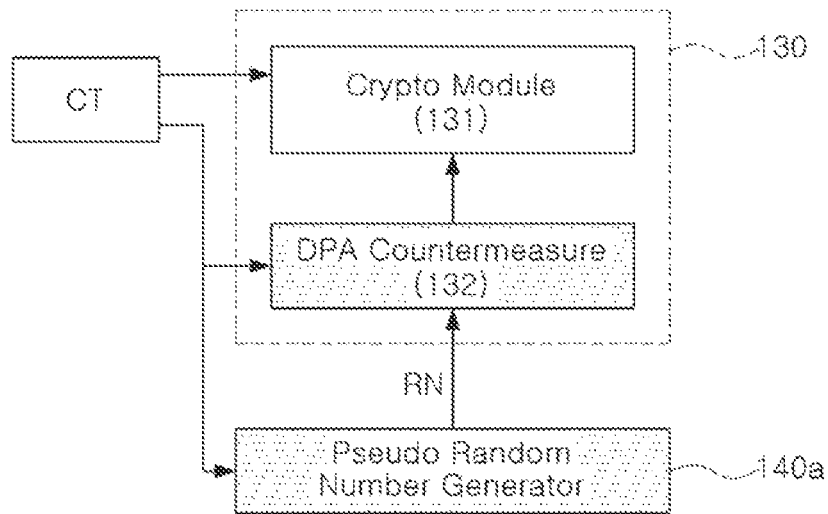 130
CT
Crypto Module
(131)
DPA Countermeasure
(132)
RN
Pseudo Random
Number Generator
140a